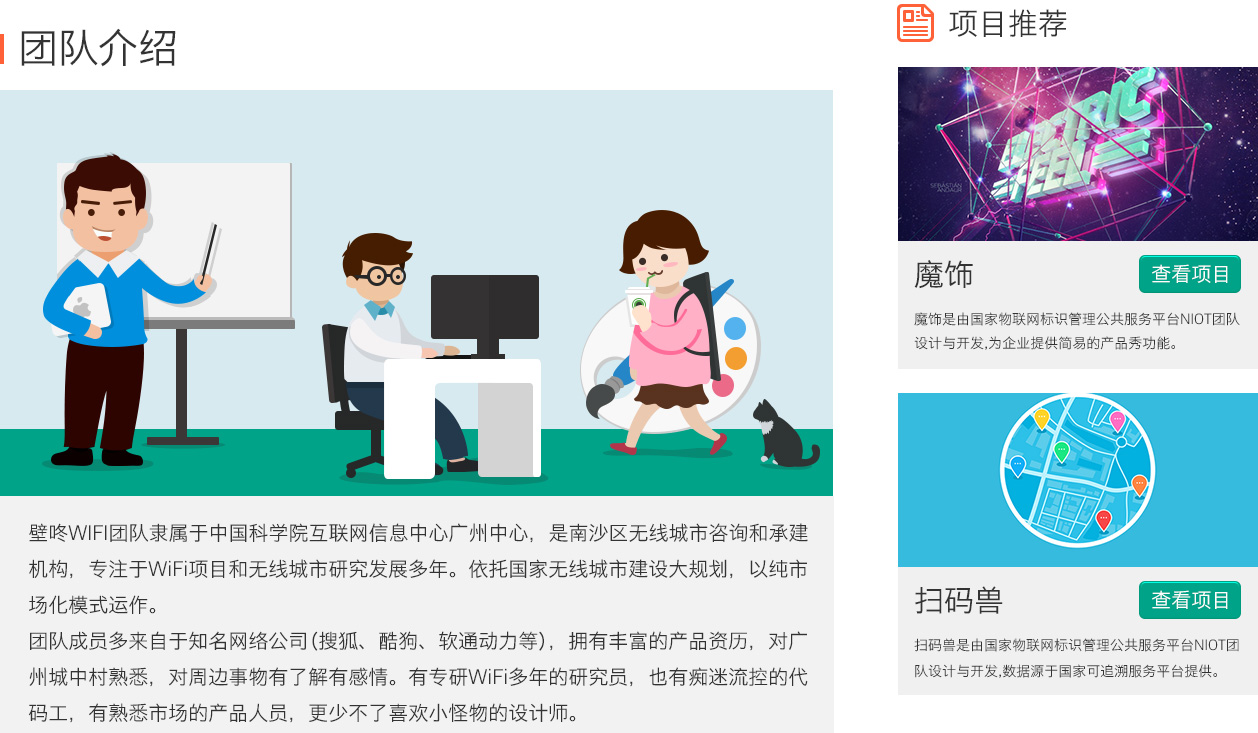 团队介绍
壁咚WIFI团队隶属于中国科学院互联网信息中心广州中心，是南沙区无线城市咨询和承建
机构，专注于WiFi项目和无线城市研究发展多年。依托国家无线城市建设大规划，以纯市
场化模式运作。
团队成员多来自于知名网络公司(搜狐、酷狗、软通动力等)，拥有丰富的产品资历，对广
州城中村熟悉，对周边事物有了解有感情。有专研WiFi多年的研究员，也有痴迷流控的代
码工，有熟悉市场的产品人员，更少不了喜欢小怪物的设计师。
项目推荐
SEBASTIAN
ANDAUR
魔饰
查看项目
魔饰是由国家物联网标识管理公共服务平台NIOT团队
设计与开发,为企业提供简易的产品秀功能。
扫码兽
查看项目
扫码兽是由国家物联网标识管理公共服务平台NIOT团
队设计与开发,数据源于国家可追溯服务平台提供。